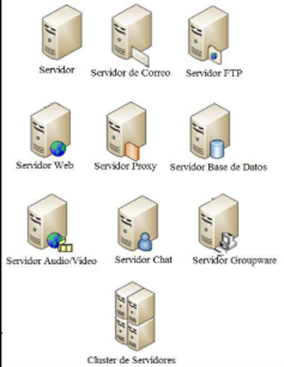 Servidor
Servidor de Correo
Servidor FTP
Servidor Web
Servidor Proxy
Servidor Base de Datos
Servidor Audio/Video
Servidor Chat
Servidor Groupware
Cluster de Servidores